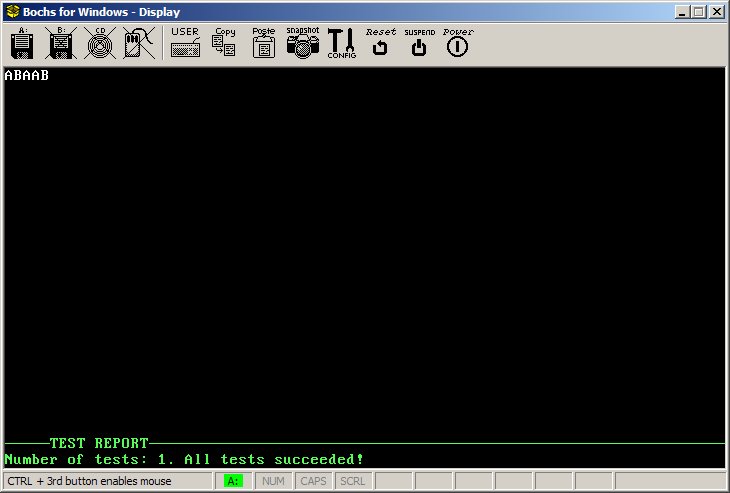 Bochs for Windows - Display
A: B: CD USER Copy Paste snapshot CONFIG Reset SUSPEND Power
ABAAB
TEST REPORT
Number of tests: 1. All tests succeeded!
CTRL + 3rd button enables mouse A: NUM CAPS SCRL